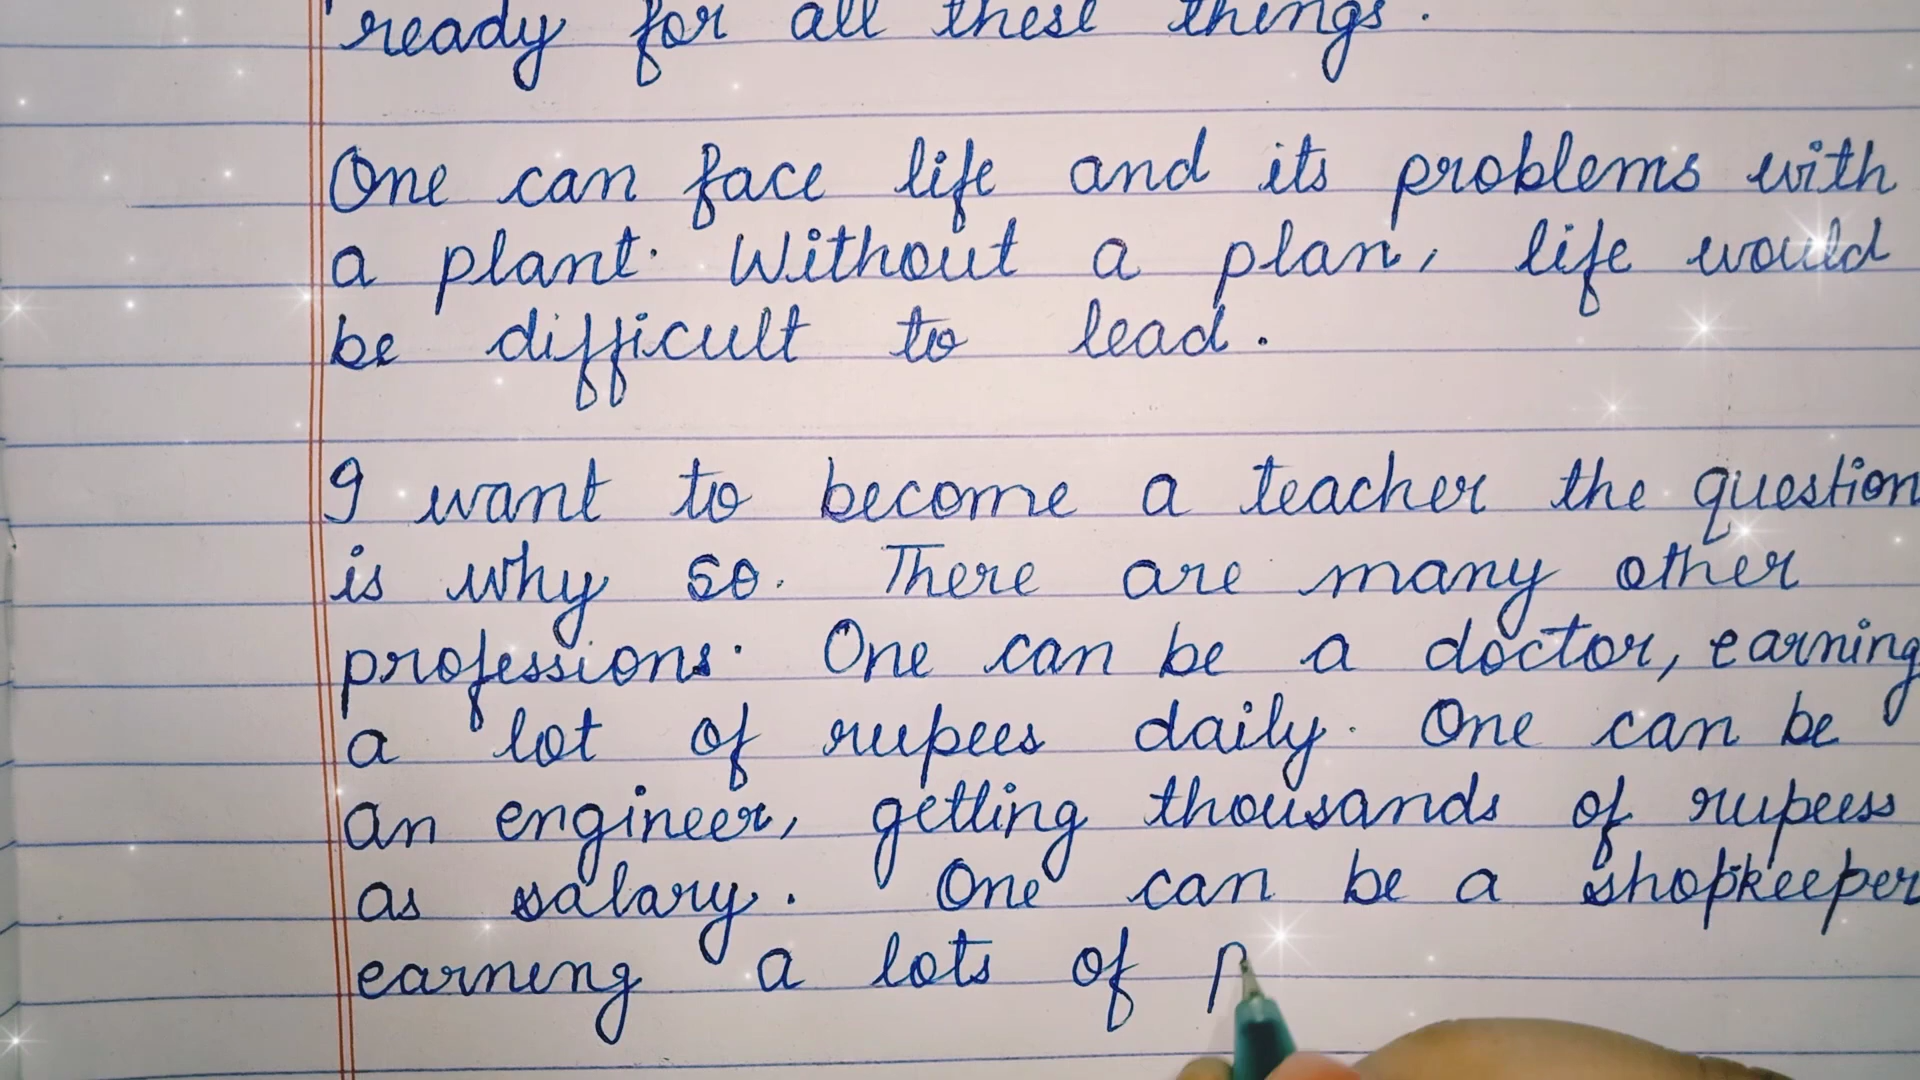 ready for all these things.
One can face life and its problems with
a plant. Without a plan, life would
be difficult to lead.
I want to become a teacher the question
is why so. There are many other
professions. One can be a doctor, earning
a lot of rupees daily. One can be
an engineer, getting thousands of rupees
as salary. One can be a shopkeeper
earning a lots of p